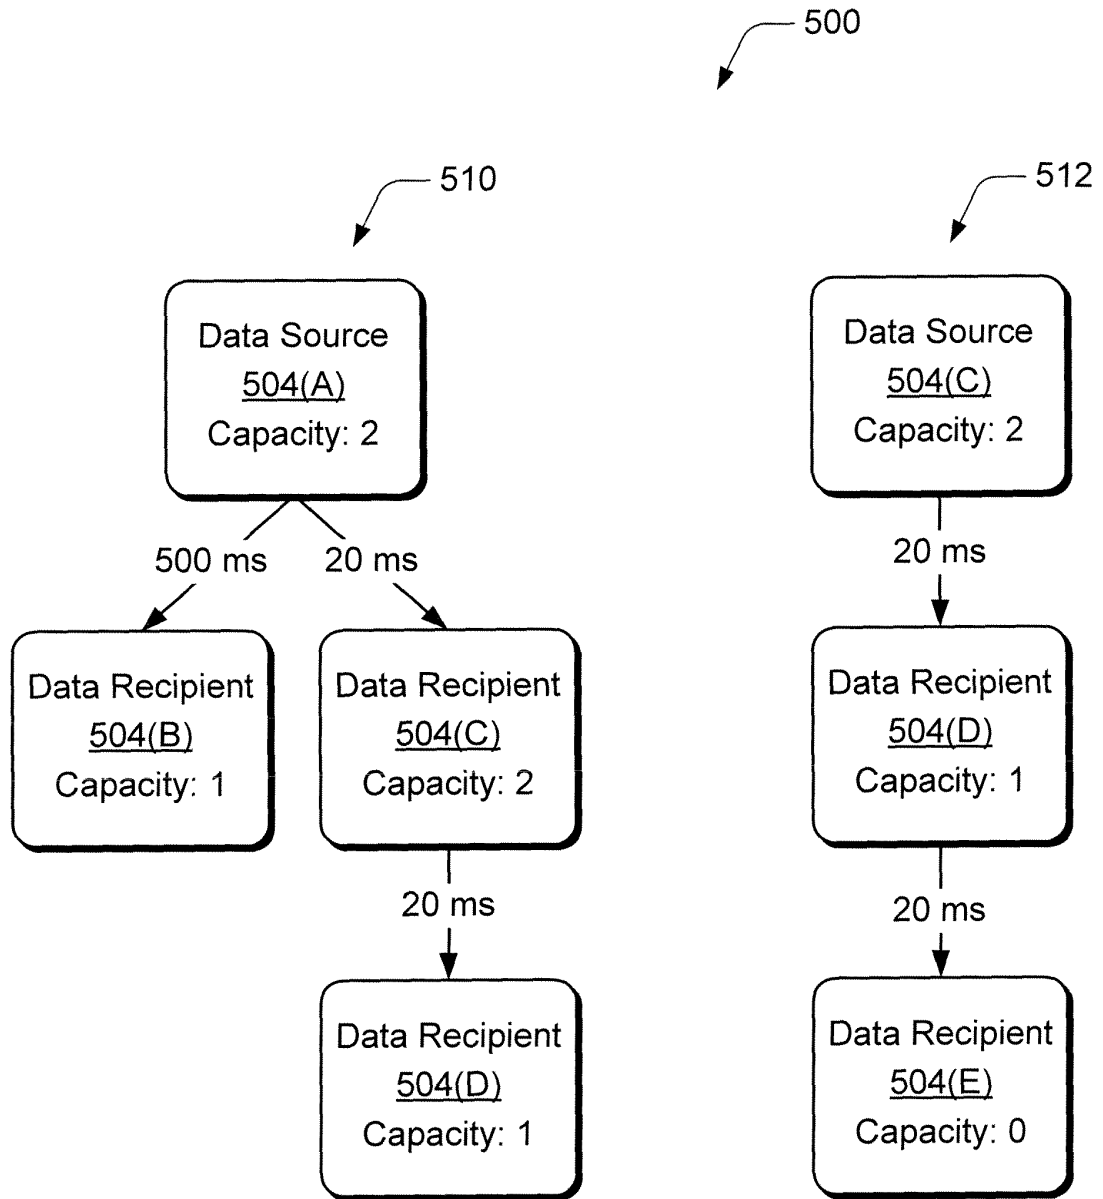 500
510
512
Data Source
504(A)
Capacity: 2
Data Source
504(C)
Capacity: 2
500 ms
20 ms
20 ms
Data Recipient
504(B)
Capacity: 1
Data Recipient
504(C)
Capacity: 2
Data Recipient
504(D)
Capacity: 1
20 ms
20 ms
Data Recipient
504(D)
Capacity: 1
Data Recipient
504(E)
Capacity: 0